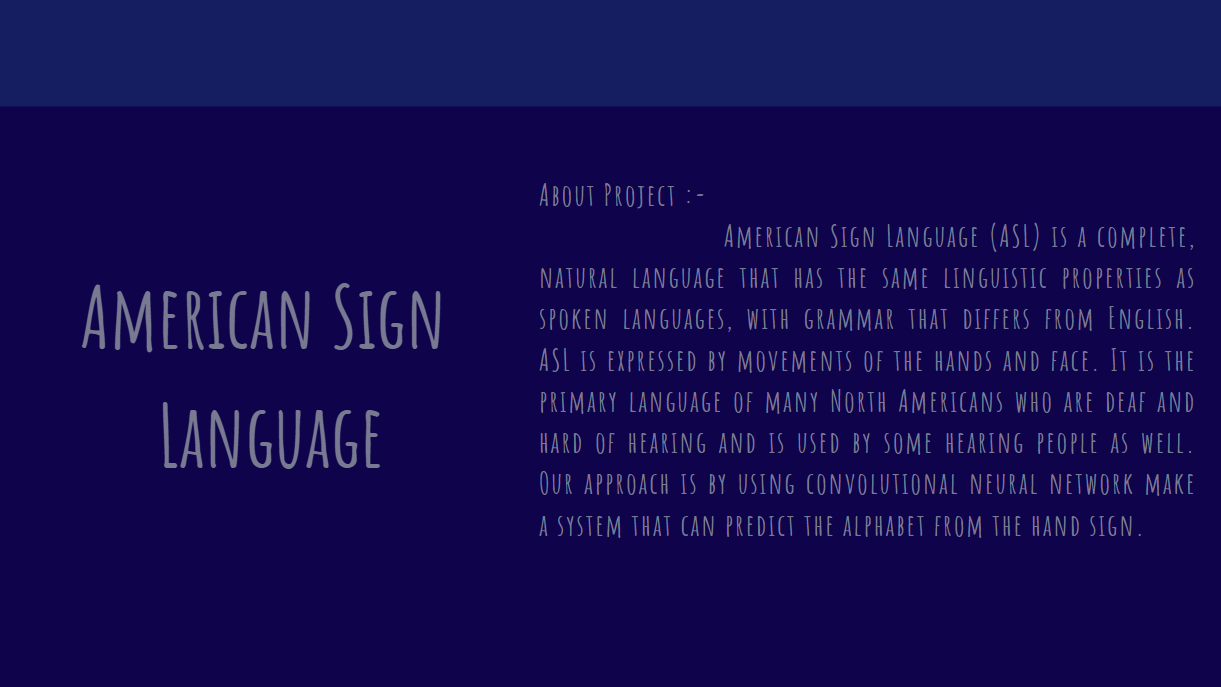 American Sign
Language
About Project :-
American Sign Language (ASL) is a complete,
natural language that has the same linguistic properties as
spoken languages, with grammar that differs from English.
ASL is expressed by movements of the hands and face. It is the
primary language of many North Americans who are deaf and
hard of hearing and is used by some hearing people as well.
Our approach is by using convolutional neural network make
a system that can predict the alphabet from the hand sign.